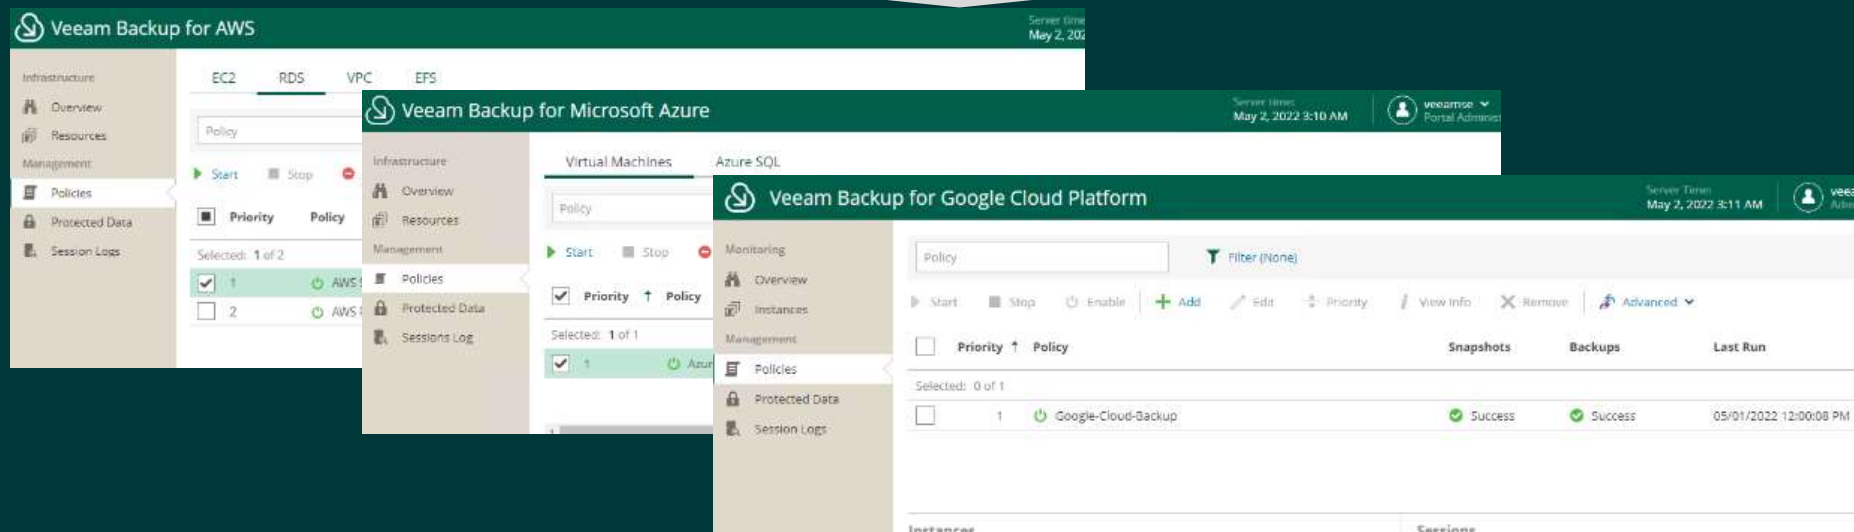 Veeam Backup for AWS
Server time
May 2, 202
Infrastructure
Overview
Resources
Management
Policies
Protected Data
Session Logs
EC2 RDS VPC EFS
Policy
Start Stop
Priority Policy
Selected: 1 of 2
1 AWS
2 AWS
Veeam Backup for Microsoft Azure
Server time:
May 2, 2022 3:10 AM
veeamse
Portal Adminis
Infrastructure
Overview
Resources
Management
Policies
Protected Data
Sessions Log
Virtual Machines Azure SQL
Policy
Start Stop
Priority Policy
Selected: 1 of 1
1 Azur
1
Veeam Backup for Google Cloud Platform
Server Time:
May 2, 2022 3:11 AM
veea
Monitoring
Overview
Instances
Management
Policies
Protected Data
Session Logs
Policy Filter (None)
Start Stop Enable Add Edit Priority View Info Remove Advanced
Priority Policy Snapshots Backups Last Run
Selected: 0 of 1
1 Google-Cloud-Backup Success Success 05/01/2022 12:00:08 PM
Instances Sessions